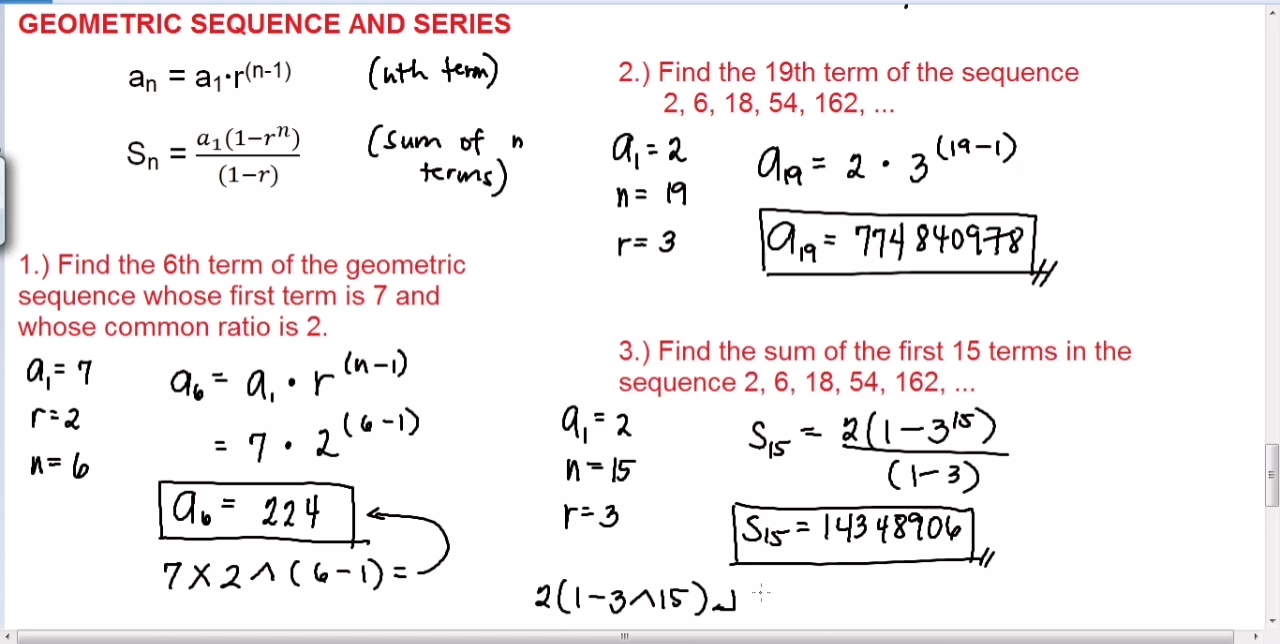 GEOMETRIC SEQUENCE AND SERIES
aₙ = a₁·r⁽ⁿ⁻¹⁾ (nth term)
Sₙ = a₁(1−rⁿ)/(1−r) (sum of n terms)
1.) Find the 6th term of the geometric
sequence whose first term is 7 and
whose common ratio is 2.
a₁ = 7
r = 2
n = 6
a₆ = a₁ · r⁽ⁿ⁻¹⁾
= 7 · 2⁽⁶⁻¹⁾
a₆ = 224
7 × 2 ^ (6 − 1) =
2.) Find the 19th term of the sequence
2, 6, 18, 54, 162, ...
a₁ = 2
n = 19
r = 3
a₁₉ = 2 · 3⁽¹⁹⁻¹⁾
a₁₉ = 774840978
3.) Find the sum of the first 15 terms in the
sequence 2, 6, 18, 54, 162, ...
a₁ = 2
n = 15
r = 3
S₁₅ = 2(1−3¹⁵)/(1−3)
S₁₅ = 14348906
2(1−3^15) ↵